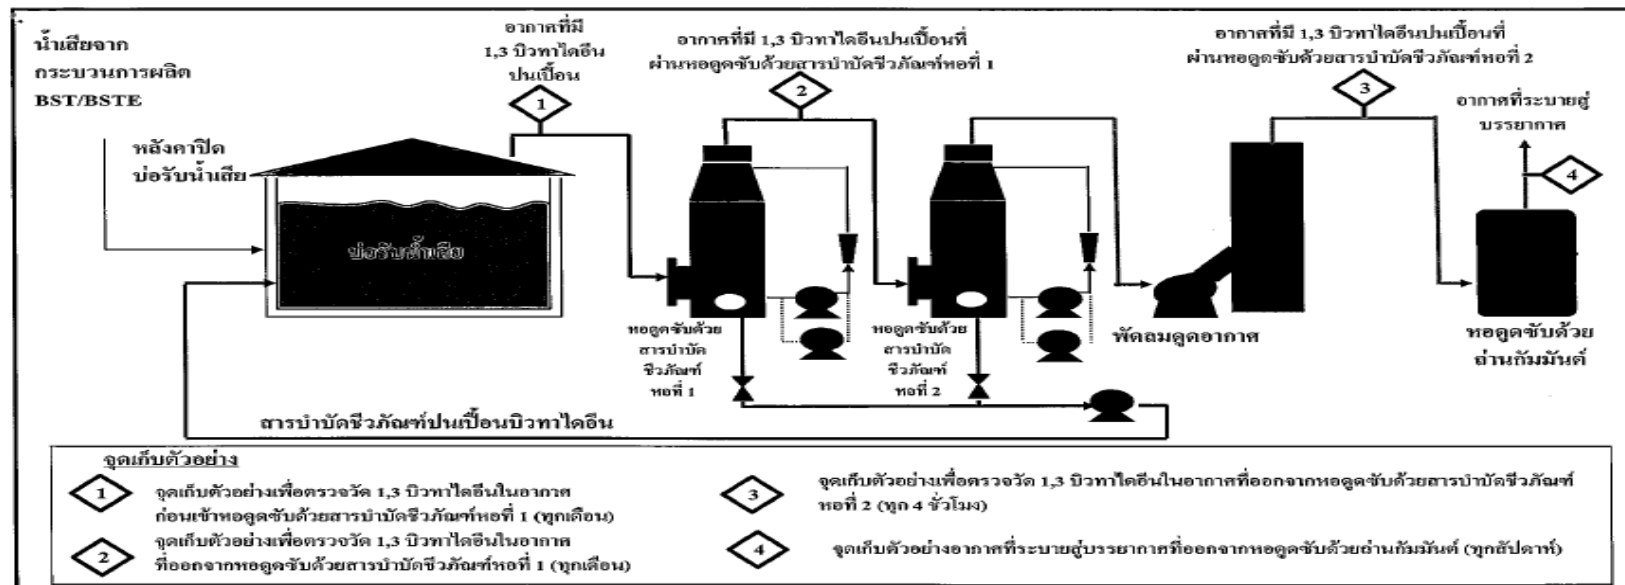 น้ำเสียจาก
กระบวนการผลิต
BST/BSTE
หลังคาปิด
บ่อรับน้ำเสีย
บ่อรับน้ำเสีย
อากาศที่มี
1,3 บิวทาไดอีน
ปนเปื้อน
1
อากาศที่มี 1,3 บิวทาไดอีนปนเปื้อนที่
ผ่านหอดูดซับด้วยสารบำบัดชีวภัณฑ์หอที่ 1
2
อากาศที่มี 1,3 บิวทาไดอีนปนเปื้อนที่
ผ่านหอดูดซับด้วยสารบำบัดชีวภัณฑ์หอที่ 2
3
อากาศที่ระบายสู่
บรรยากาศ
4
หอดูดซับด้วย
สารบำบัด
ชีวภัณฑ์
หอที่ 1
หอดูดซับด้วย
สารบำบัด
ชีวภัณฑ์
หอที่ 2
พัดลมดูดอากาศ
หอดูดซับด้วย
ถ่านกัมมันต์
สารบำบัดชีวภัณฑ์ปนเปื้อนบิวทาไดอีน
จุดเก็บตัวอย่าง
1 จุดเก็บตัวอย่างเพื่อตรวจวัด 1,3 บิวทาไดอีนในอากาศ
ก่อนเข้าหอดูดซับด้วยสารบำบัดชีวภัณฑ์หอที่ 1 (ทุกเดือน)
2 จุดเก็บตัวอย่างเพื่อตรวจวัด 1,3 บิวทาไดอีนในอากาศ
ที่ออกจากหอดูดซับด้วยสารบำบัดชีวภัณฑ์หอที่ 1 (ทุกเดือน)
3 จุดเก็บตัวอย่างเพื่อตรวจวัด 1,3 บิวทาไดอีนในอากาศที่ออกจากหอดูดซับด้วยสารบำบัดชีวภัณฑ์
หอที่ 2 (ทุก 4 ชั่วโมง)
4 จุดเก็บตัวอย่างอากาศที่ระบายสู่บรรยากาศที่ออกจากหอดูดซับด้วยถ่านกัมมันต์ (ทุกสัปดาห์)